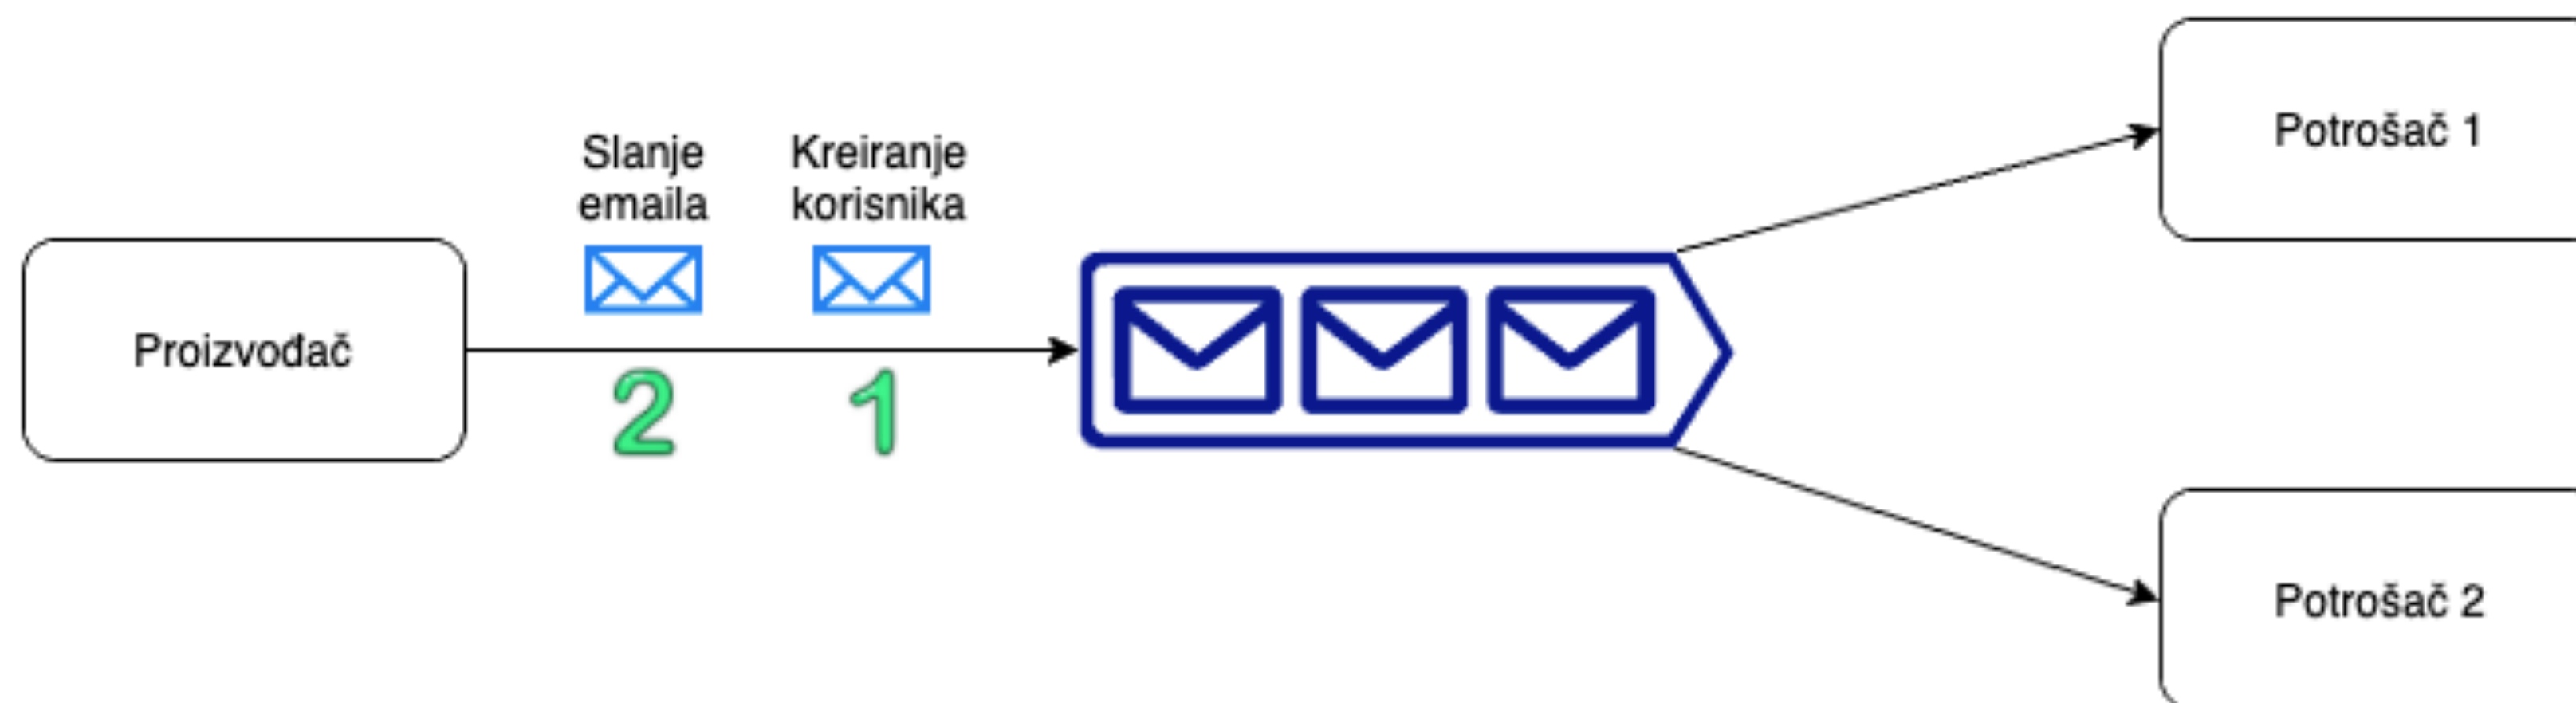 Proizvođač
Slanje
emaila
Kreiranje
korisnika
2
1
Potrošač 1
Potrošač 2